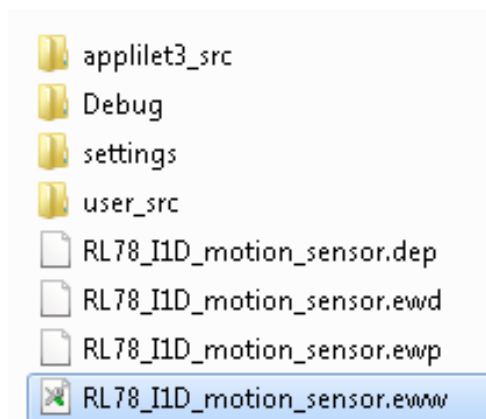 applilet3_src
Debug
settings
user_src
RL78_I1D_motion_sensor.dep
RL78_I1D_motion_sensor.ewd
RL78_I1D_motion_sensor.ewp
RL78_I1D_motion_sensor.eww